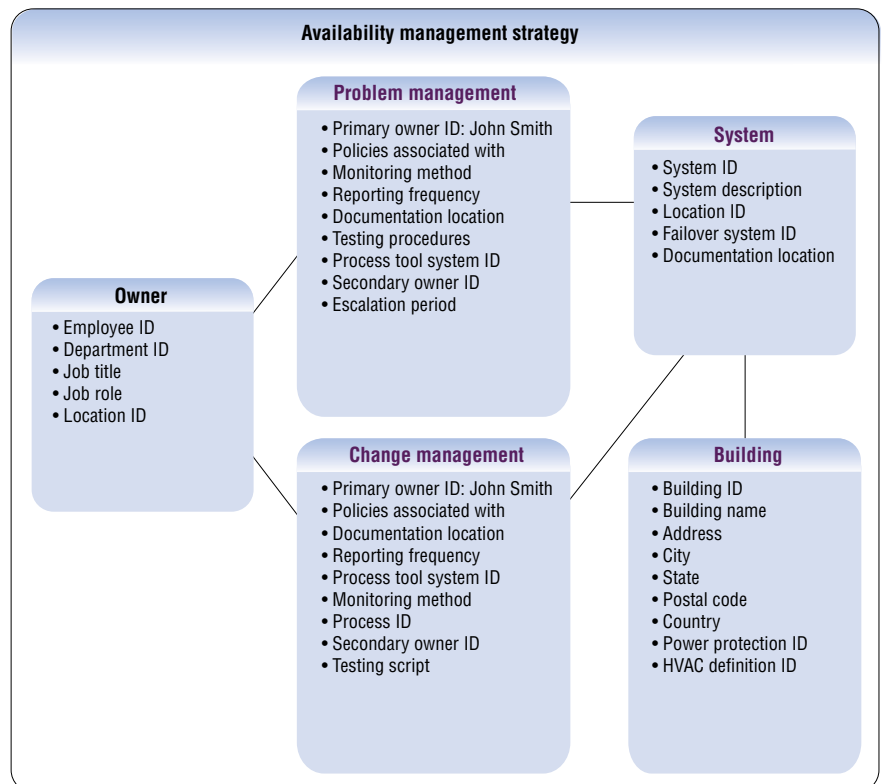 Availability management strategy
Problem management
• Primary owner ID: John Smith
• Policies associated with
• Monitoring method
• Reporting frequency
• Documentation location
• Testing procedures
• Process tool system ID
• Secondary owner ID
• Escalation period
System
• System ID
• System description
• Location ID
• Failover system ID
• Documentation location
Owner
• Employee ID
• Department ID
• Job title
• Job role
• Location ID
Change management
• Primary owner ID: John Smith
• Policies associated with
• Documentation location
• Reporting frequency
• Process tool system ID
• Monitoring method
• Process ID
• Secondary owner ID
• Testing script
Building
• Building ID
• Building name
• Address
• City
• State
• Postal code
• Country
• Power protection ID
• HVAC definition ID